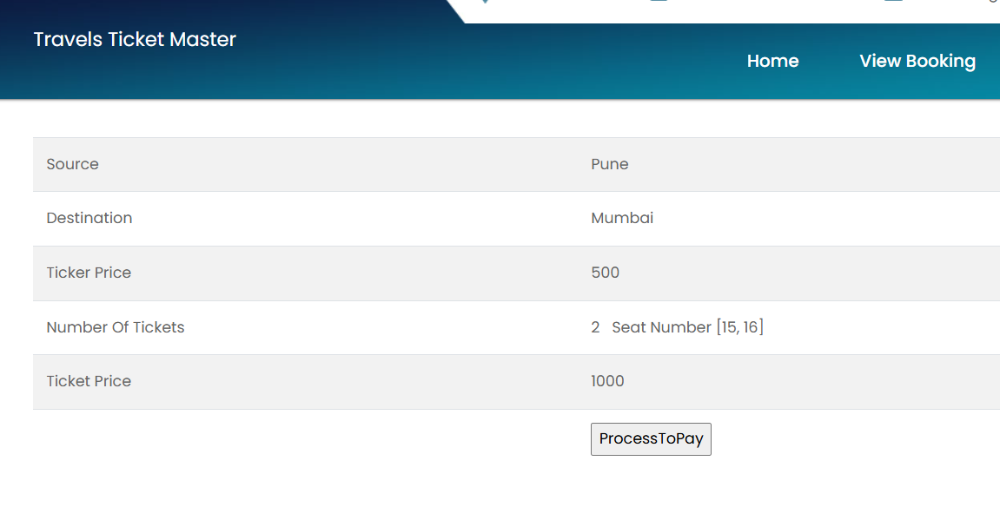 Travels Ticket Master
Home View Booking
Source Pune
Destination Mumbai
Ticker Price 500
Number Of Tickets 2 Seat Number [15, 16]
Ticket Price 1000
ProcessToPay